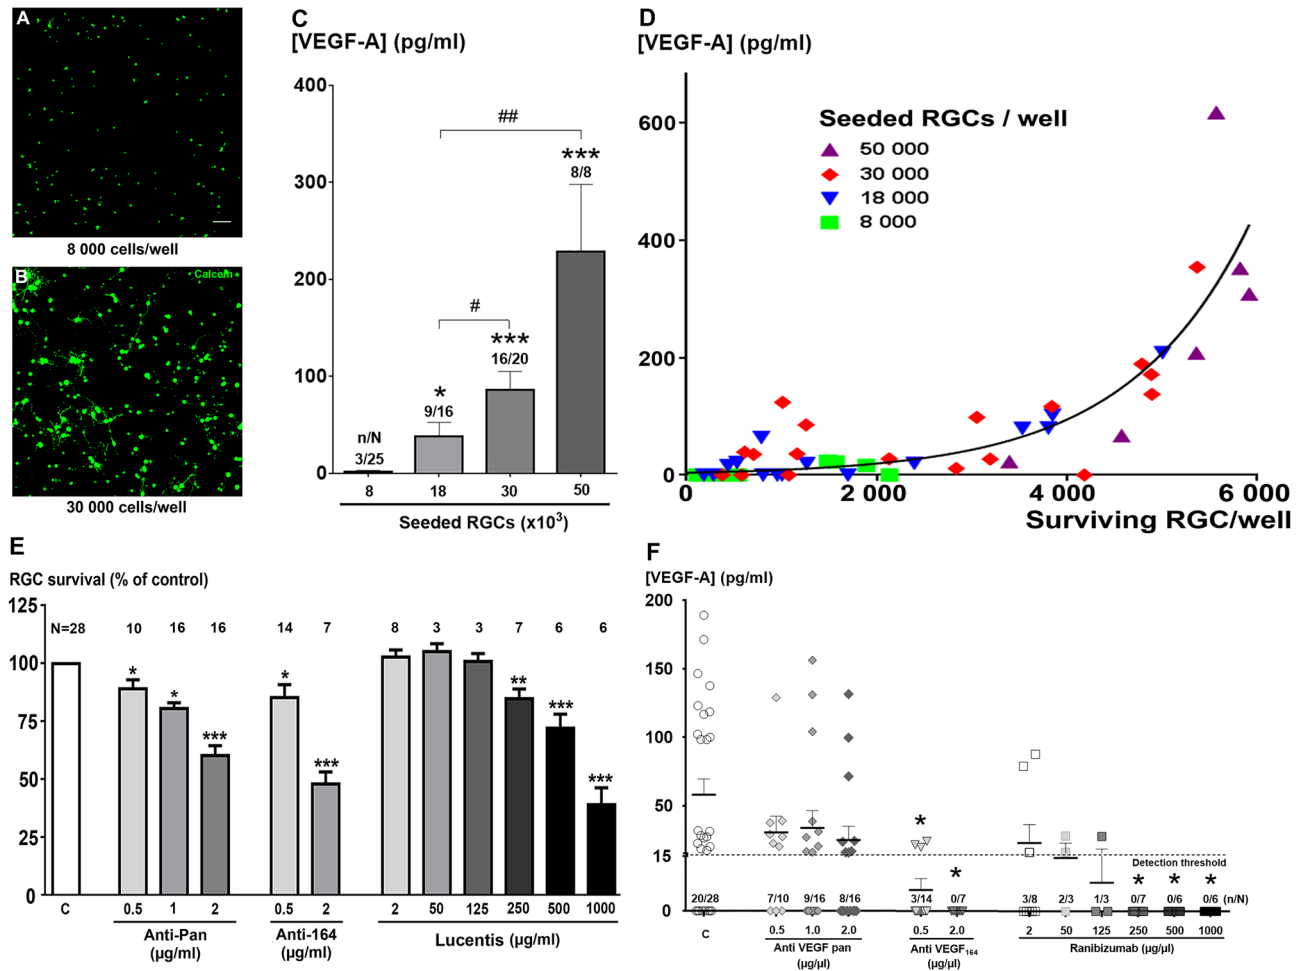 A
8 000 cells/well
B
Calcein
30 000 cells/well
C
[VEGF-A] (pg/ml)
400
300
200
100
0
##
***
8/8
#
***
16/20
*
9/16
n/N
3/25
8 18 30 50
Seeded RGCs (x10³)
D
[VEGF-A] (pg/ml)
600
400
200
0
Seeded RGCs / well
50 000
30 000
18 000
8 000
0 2 000 4 000 6 000
Surviving RGC/well
E
RGC survival (% of control)
125
100
75
50
25
0
N=28 10 16 16 14 7 8 3 3 7 6 6
* * *** * *** ** *** ***
C 0.5 1 2 0.5 2 2 50 125 250 500 1000
Anti-Pan Anti-164 Lucentis (µg/ml)
(µg/ml) (µg/ml)
F
[VEGF-A] (pg/ml)
200
150
100
50
15
0
Detection threshold
* * * * *
20/28 7/10 9/16 8/16 3/14 0/7 3/8 2/3 1/3 0/7 0/6 0/6 (n/N)
C 0.5 1.0 2.0 0.5 2.0 2 50 125 250 500 1000
Anti VEGF pan Anti VEGF₁₆₄ Ranibizumab (µg/µl)
(µg/µl) (µg/µl)